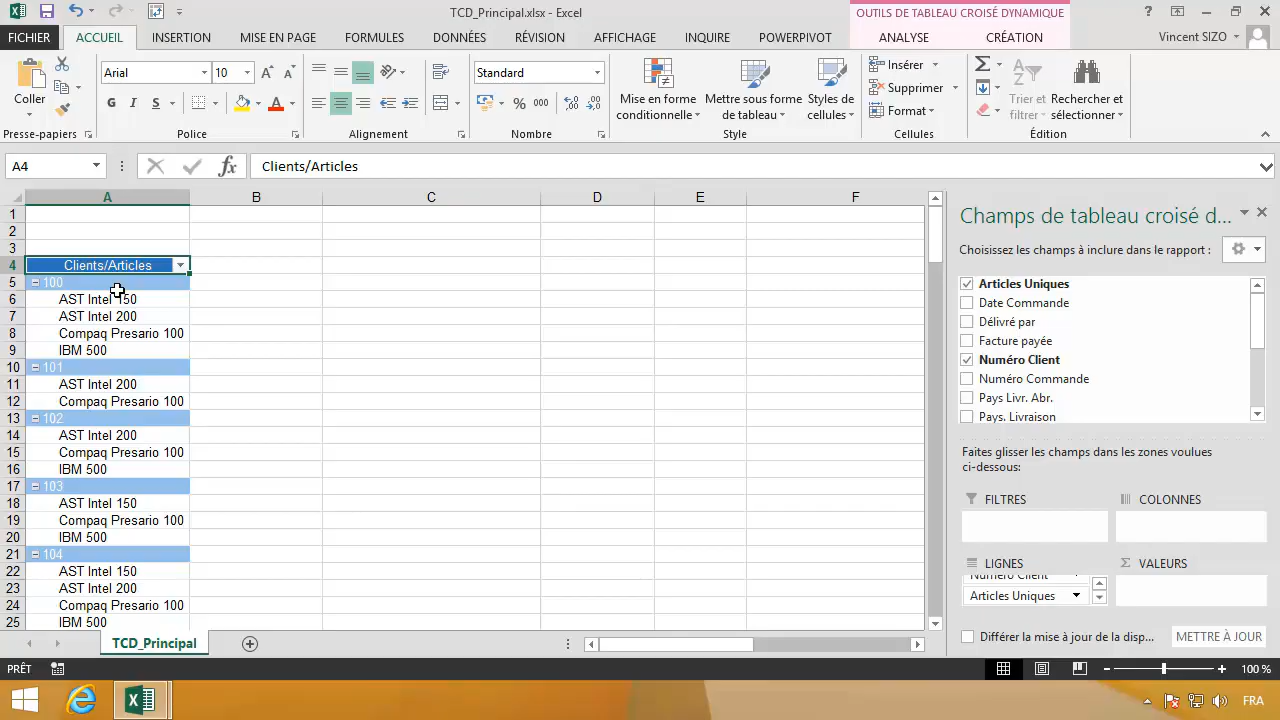 TCD_Principal.xlsx - Excel
OUTILS DE TABLEAU CROISÉ DYNAMIQUE
?
FICHIER
ACCUEIL
INSERTION
MISE EN PAGE
FORMULES
DONNÉES
RÉVISION
AFFICHAGE
INQUIRE
POWERPIVOT
ANALYSE
CRÉATION
Vincent SIZO
Coller
Arial
10
G I S
Standard
% 000
Mise en forme
conditionnelle
Mettre sous forme
de tableau
Styles de
cellules
Insérer
Supprimer
Format
Trier et
filtrer
Rechercher et
sélectionner
Presse-papiers
Police
Alignement
Nombre
Style
Cellules
Édition
A4
fx
Clients/Articles
A B C D E F
1
2
3
4 Clients/Articles
5 100
6 AST Intel 150
7 AST Intel 200
8 Compaq Presario 100
9 IBM 500
10 101
11 AST Intel 200
12 Compaq Presario 100
13 102
14 AST Intel 200
15 Compaq Presario 100
16 IBM 500
17 103
18 AST Intel 150
19 Compaq Presario 100
20 IBM 500
21 104
22 AST Intel 150
23 AST Intel 200
24 Compaq Presario 100
25 IBM 500
Champs de tableau croisé d...
Choisissez les champs à inclure dans le rapport :
Articles Uniques
Date Commande
Délivré par
Facture payée
Numéro Client
Numéro Commande
Pays Livr. Abr.
Pays. Livraison
Faites glisser les champs dans les zones voulues
ci-dessous:
FILTRES
COLONNES
LIGNES
Σ VALEURS
Numéro Client
Articles Uniques
Différer la mise à jour de la disp...
METTRE À JOUR
TCD_Principal
PRÊT
100 %
FRA